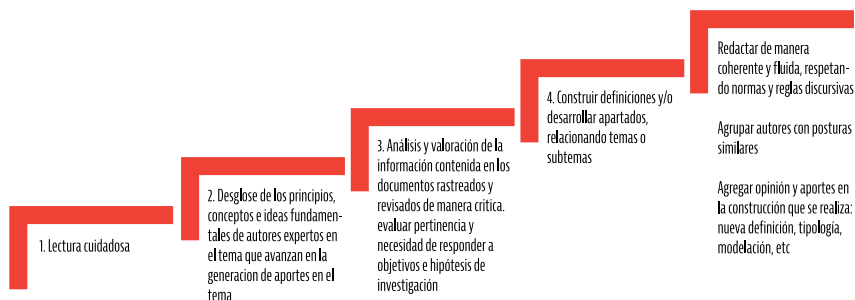 1. Lectura cuidadosa
2. Desglose de los principios,
conceptos e ideas fundamen-
tales de autores expertos en
el tema que avanzan en la
generacion de aportes en el
tema
3. Análisis y valoración de la
información contenida en los
documentos rastreados y
revisados de manera critica.
evaluar pertinencia y
necesidad de responder a
objetivos e hipótesis de
investigación
4. Construir definiciones y/o
desarrollar apartados,
relacionando temas o
subtemas
Redactar de manera
coherente y fluida, respetan-
do normas y reglas discursivas
Agrupar autores con posturas
similares
Agregar opinión y aportes en
la construcción que se realiza:
nueva definición, tipología,
modelación, etc